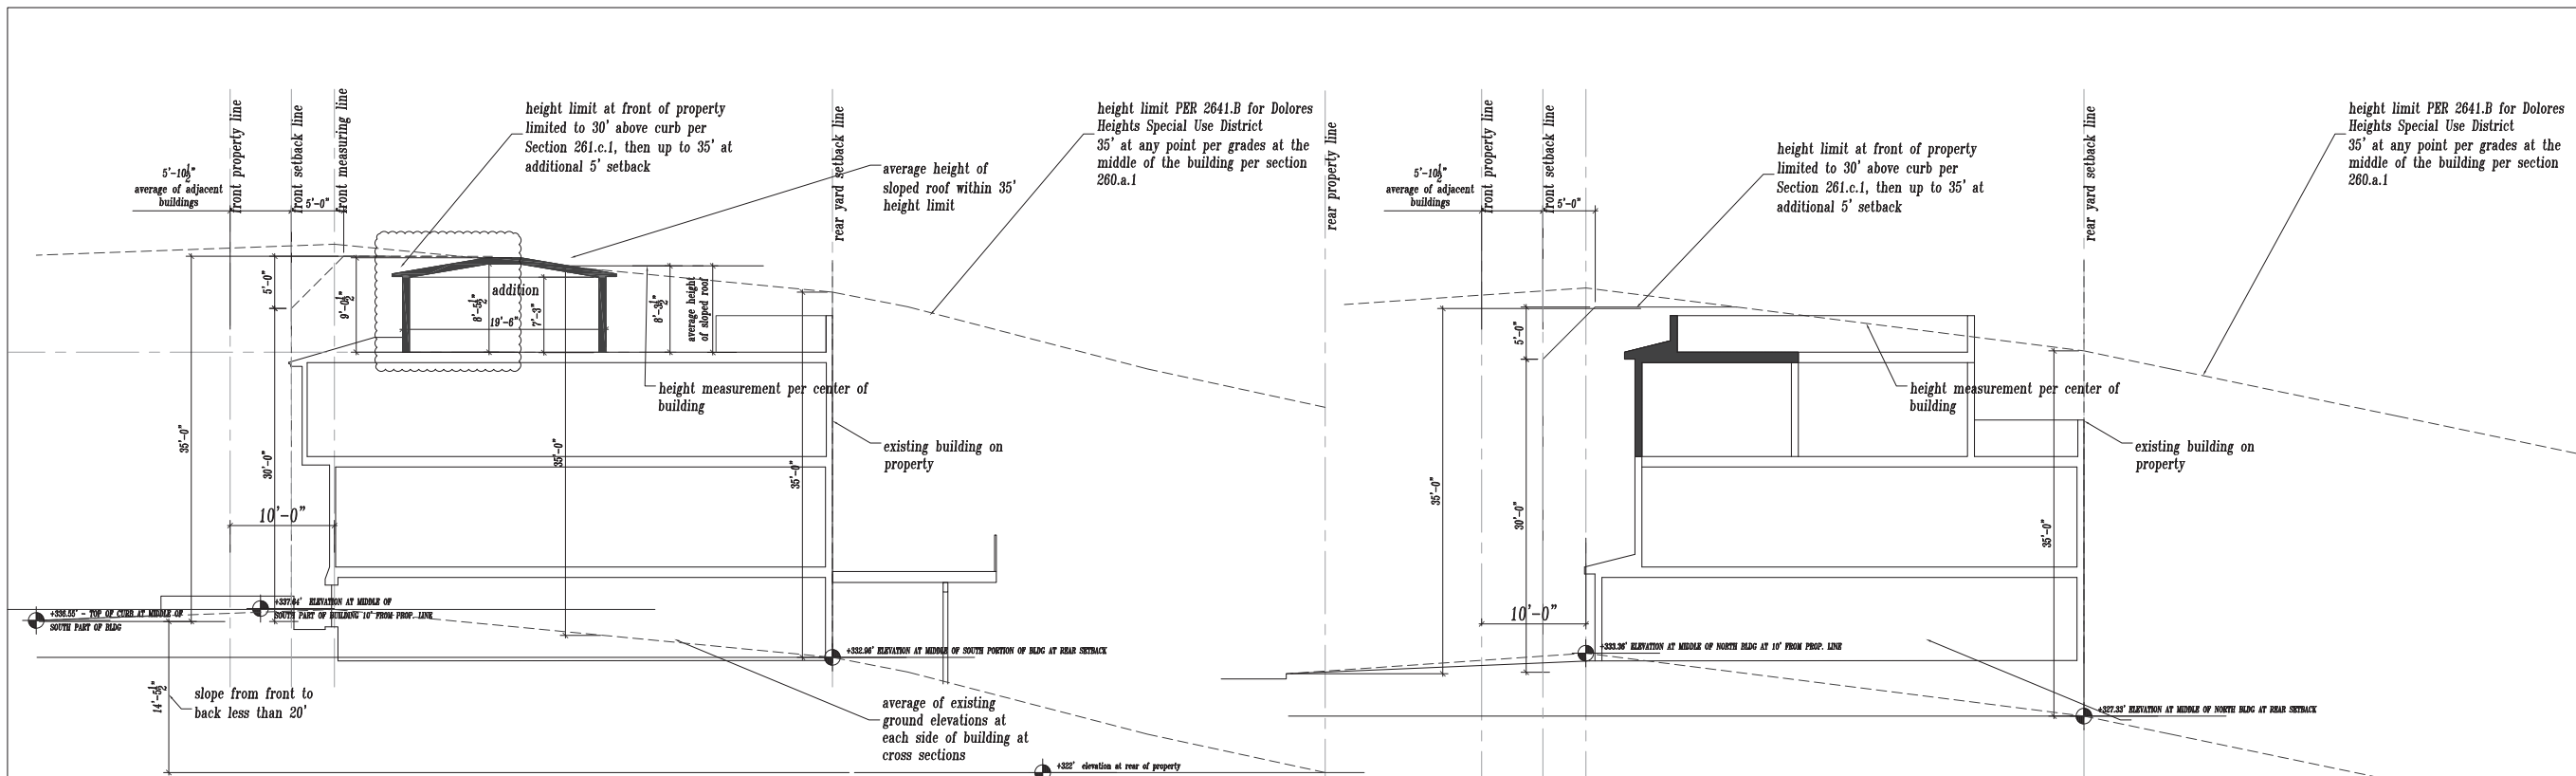 front property line
front setback line
front measuring line
5'-10½"
average of adjacent
buildings
5'-0"
height limit at front of property
limited to 30' above curb per
Section 261.c.1, then up to 35' at
additional 5' setback
average height of
sloped roof within 35'
height limit
rear yard setback line
height limit PER 2641.B for Dolores
Heights Special Use District
35' at any point per grades at the
middle of the building per section
260.a.1
rear property line
5'-0"
9'-0½"
addition
8'-5½"
19'-6"
7'-3"
8'-3½"
average height
of sloped roof
height measurement per center of
building
35'-0"
30'-0"
35'-0"
35'-0"
existing building on
property
10'-0"
+336.55' - TOP OF CURB AT MIDDLE OF
SOUTH PART OF BLDG
+337.64' ELEVATION AT MIDDLE OF
SOUTH PART OF BUILDING 10' FROM PROP. LINE
+332.96' ELEVATION AT MIDDLE OF SOUTH PORTION OF BLDG AT REAR SETBACK
14'-5½"
slope from front to
back less than 20'
average of existing
ground elevations at
each side of building at
cross sections
+322' elevation at rear of property
front property line
front setback line
5'-10½"
average of adjacent
buildings
5'-0"
height limit at front of property
limited to 30' above curb per
Section 261.c.1, then up to 35' at
additional 5' setback
rear yard setback line
height limit PER 2641.B for Dolores
Heights Special Use District
35' at any point per grades at the
middle of the building per section
260.a.1
5'-0"
height measurement per center of
building
35'-0"
30'-0"
35'-0"
existing building on
property
10'-0"
+333.36' ELEVATION AT MIDDLE OF NORTH BLDG AT 10' FROM PROP. LINE
+327.33' ELEVATION AT MIDDLE OF NORTH BLDG AT REAR SETBACK